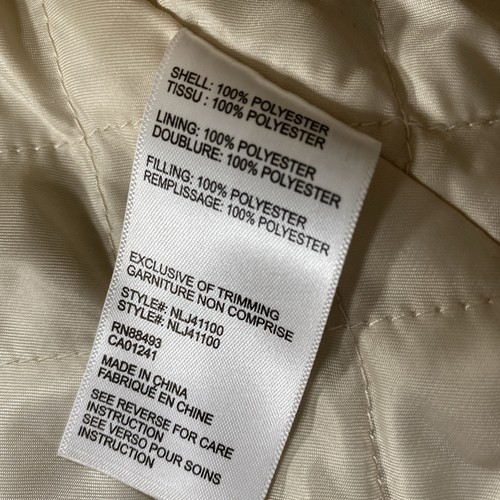 SHELL: 100% POLYESTER
TISSU : 100% POLYESTER
LINING: 100% POLYESTER
DOUBLURE: 100% POLYESTER
FILLING: 100% POLYESTER
REMPLISSAGE: 100% POLYESTER
EXCLUSIVE OF TRIMMING
GARNITURE NON COMPRISE
STYLE#: NLJ41100
STYLE#: NLJ41100
RN88493
CA01241
MADE IN CHINA
FABRIQUÉ EN CHINE
SEE REVERSE FOR CARE
INSTRUCTION
SEE VERSO POUR SOINS
INSTRUCTION